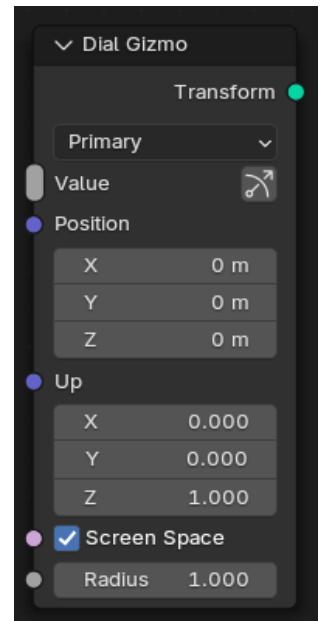 Dial Gizmo
Transform
Primary
Value
Position
X 0 m
Y 0 m
Z 0 m
Up
X 0.000
Y 0.000
Z 1.000
Screen Space
Radius 1.000